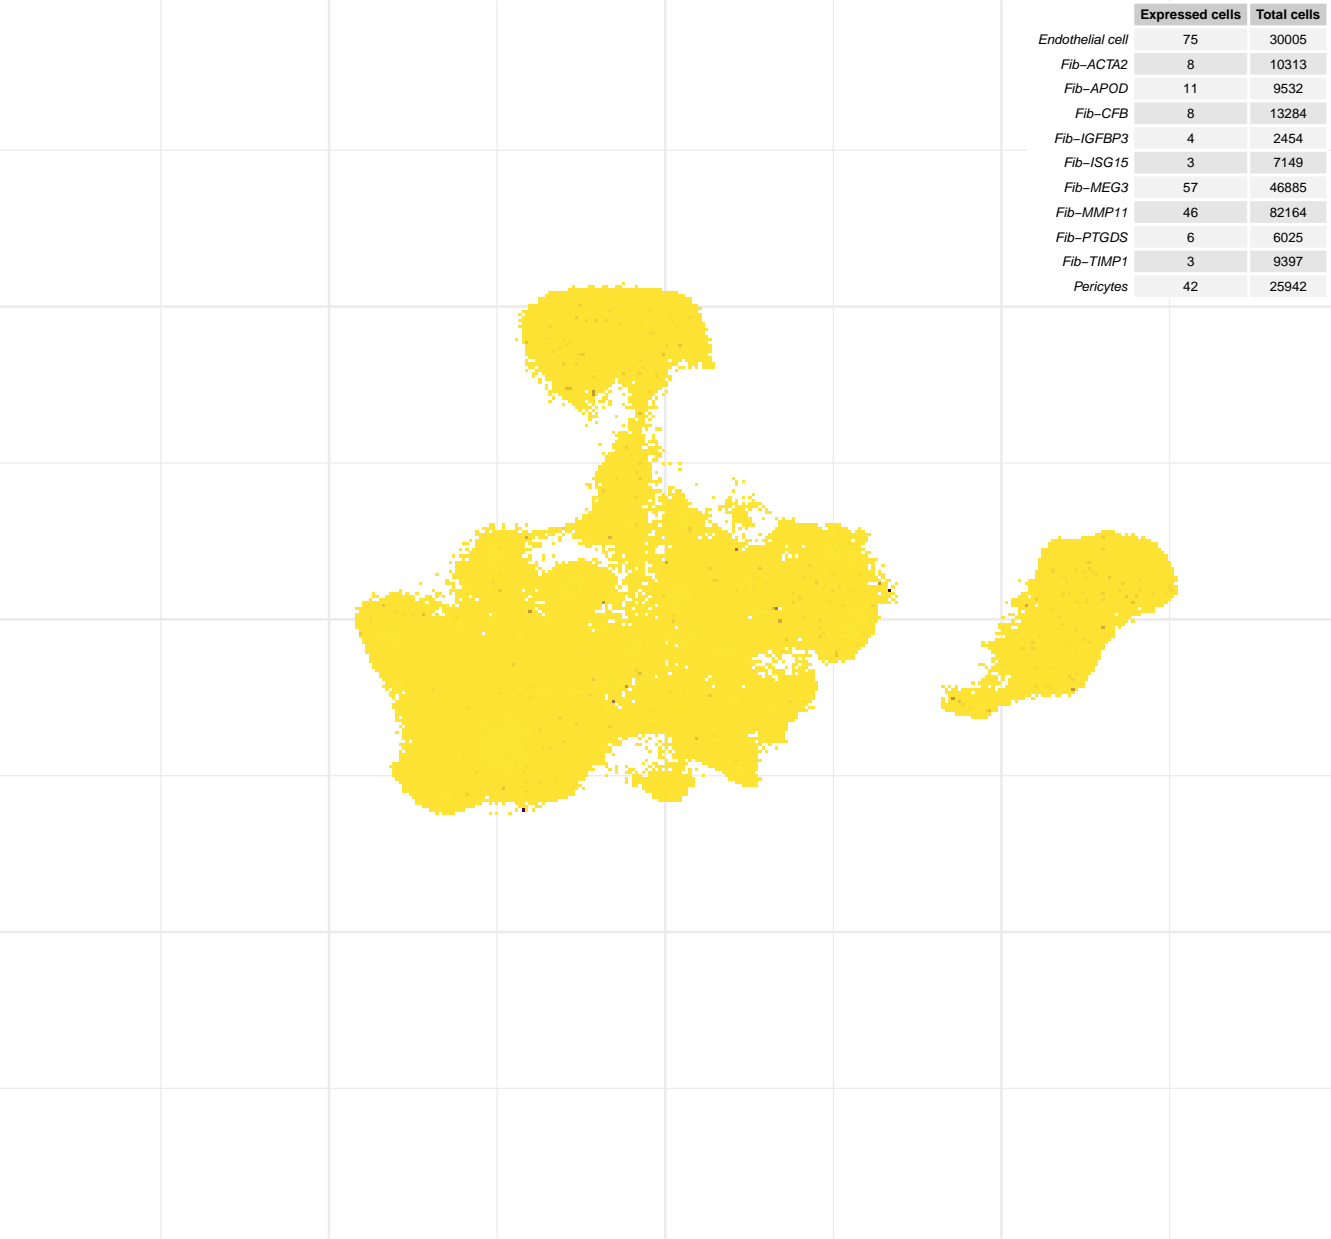 Expressed cells Total cells
Endothelial cell 75 30005
Fib−ACTA2 8 10313
Fib−APOD 11 9532
Fib−CFB 8 13284
Fib−IGFBP3 4 2454
Fib−ISG15 3 7149
Fib−MEG3 57 46885
Fib−MMP11 46 82164
Fib−PTGDS 6 6025
Fib−TIMP1 3 9397
Pericytes 42 25942